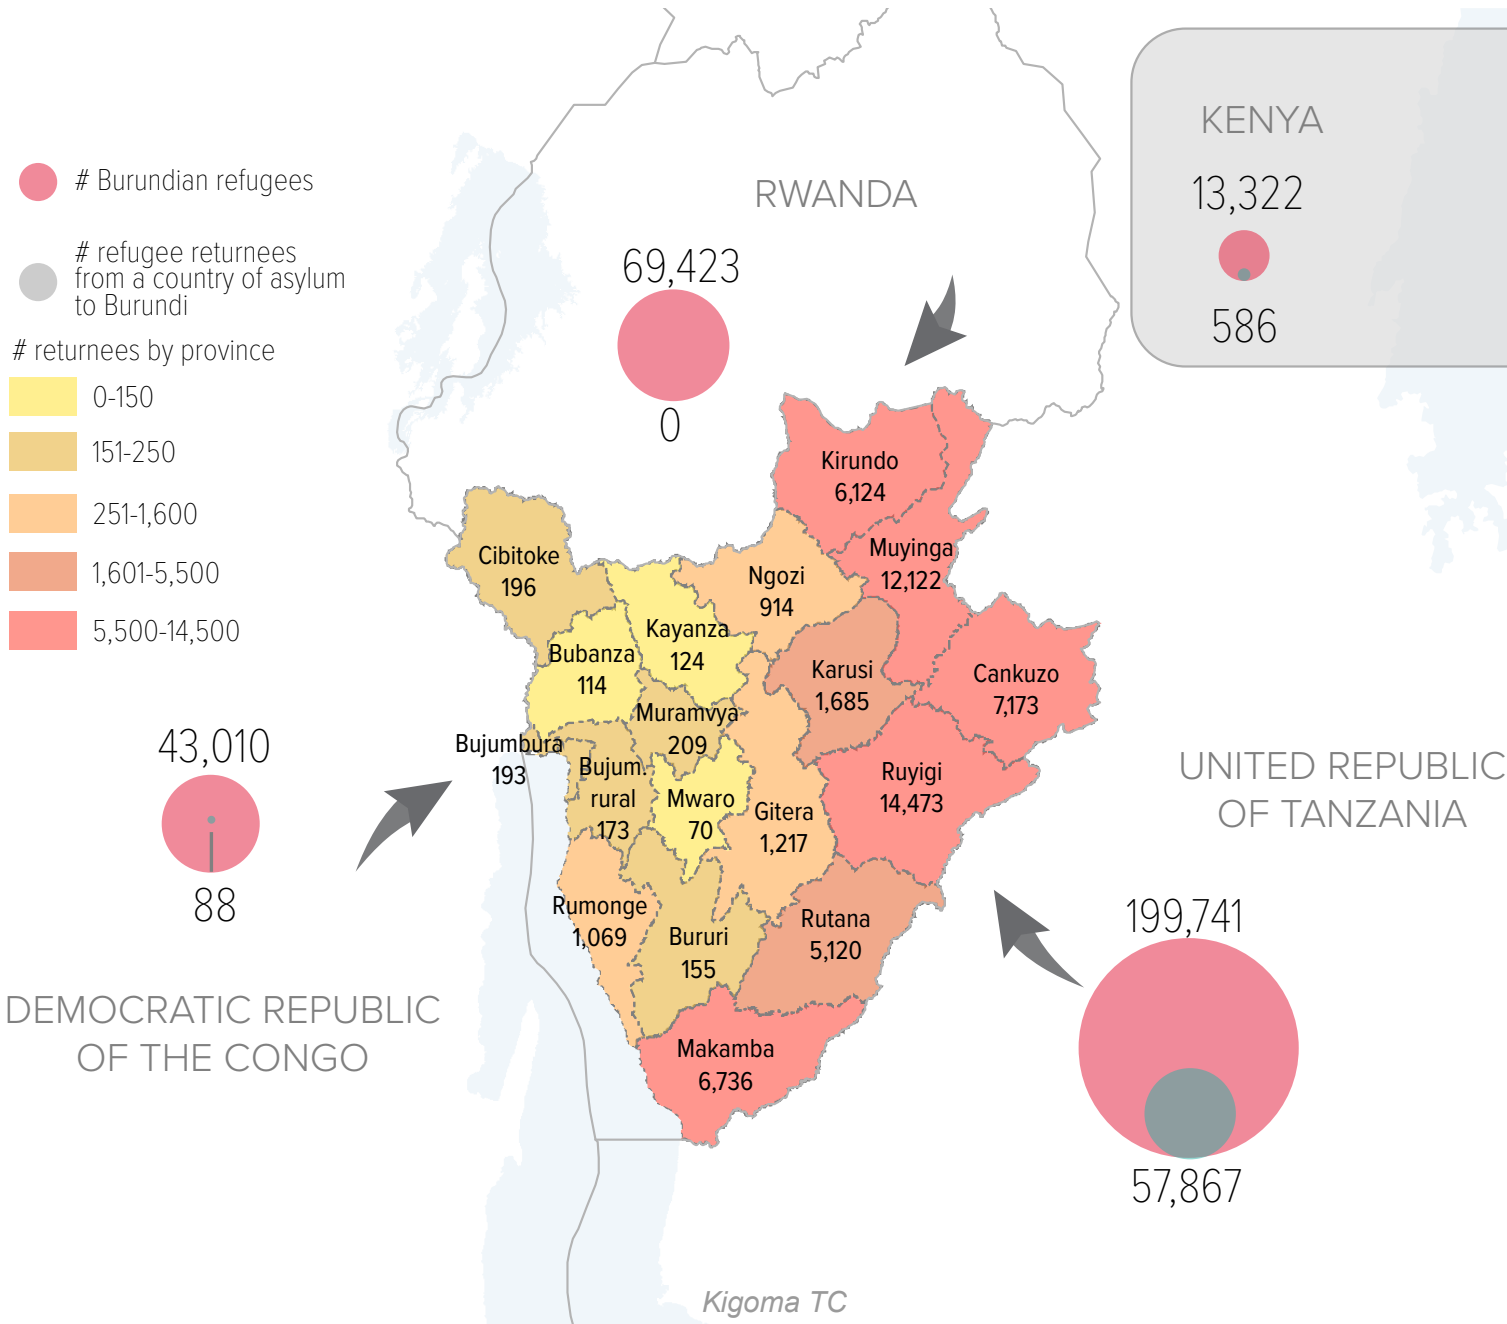 # Burundian refugees
# refugee returnees
from a country of asylum
to Burundi
# returnees by province
0-150
151-250
251-1,600
1,601-5,500
5,500-14,500
RWANDA
69,423
0
KENYA
13,322
586
43,010
88
DEMOCRATIC REPUBLIC
OF THE CONGO
UNITED REPUBLIC
OF TANZANIA
199,741
57,867
Kirundo
6,124
Muyinga
12,122
Cibitoke
196
Ngozi
914
Kayanza
124
Bubanza
114
Karusi
1,685
Cankuzo
7,173
Muramvya
209
Bujumbura
193
Bujum.
rural
173
Mwaro
70
Gitera
1,217
Ruyigi
14,473
Rumonge
1,069
Bururi
155
Rutana
5,120
Makamba
6,736
Kigoma TC